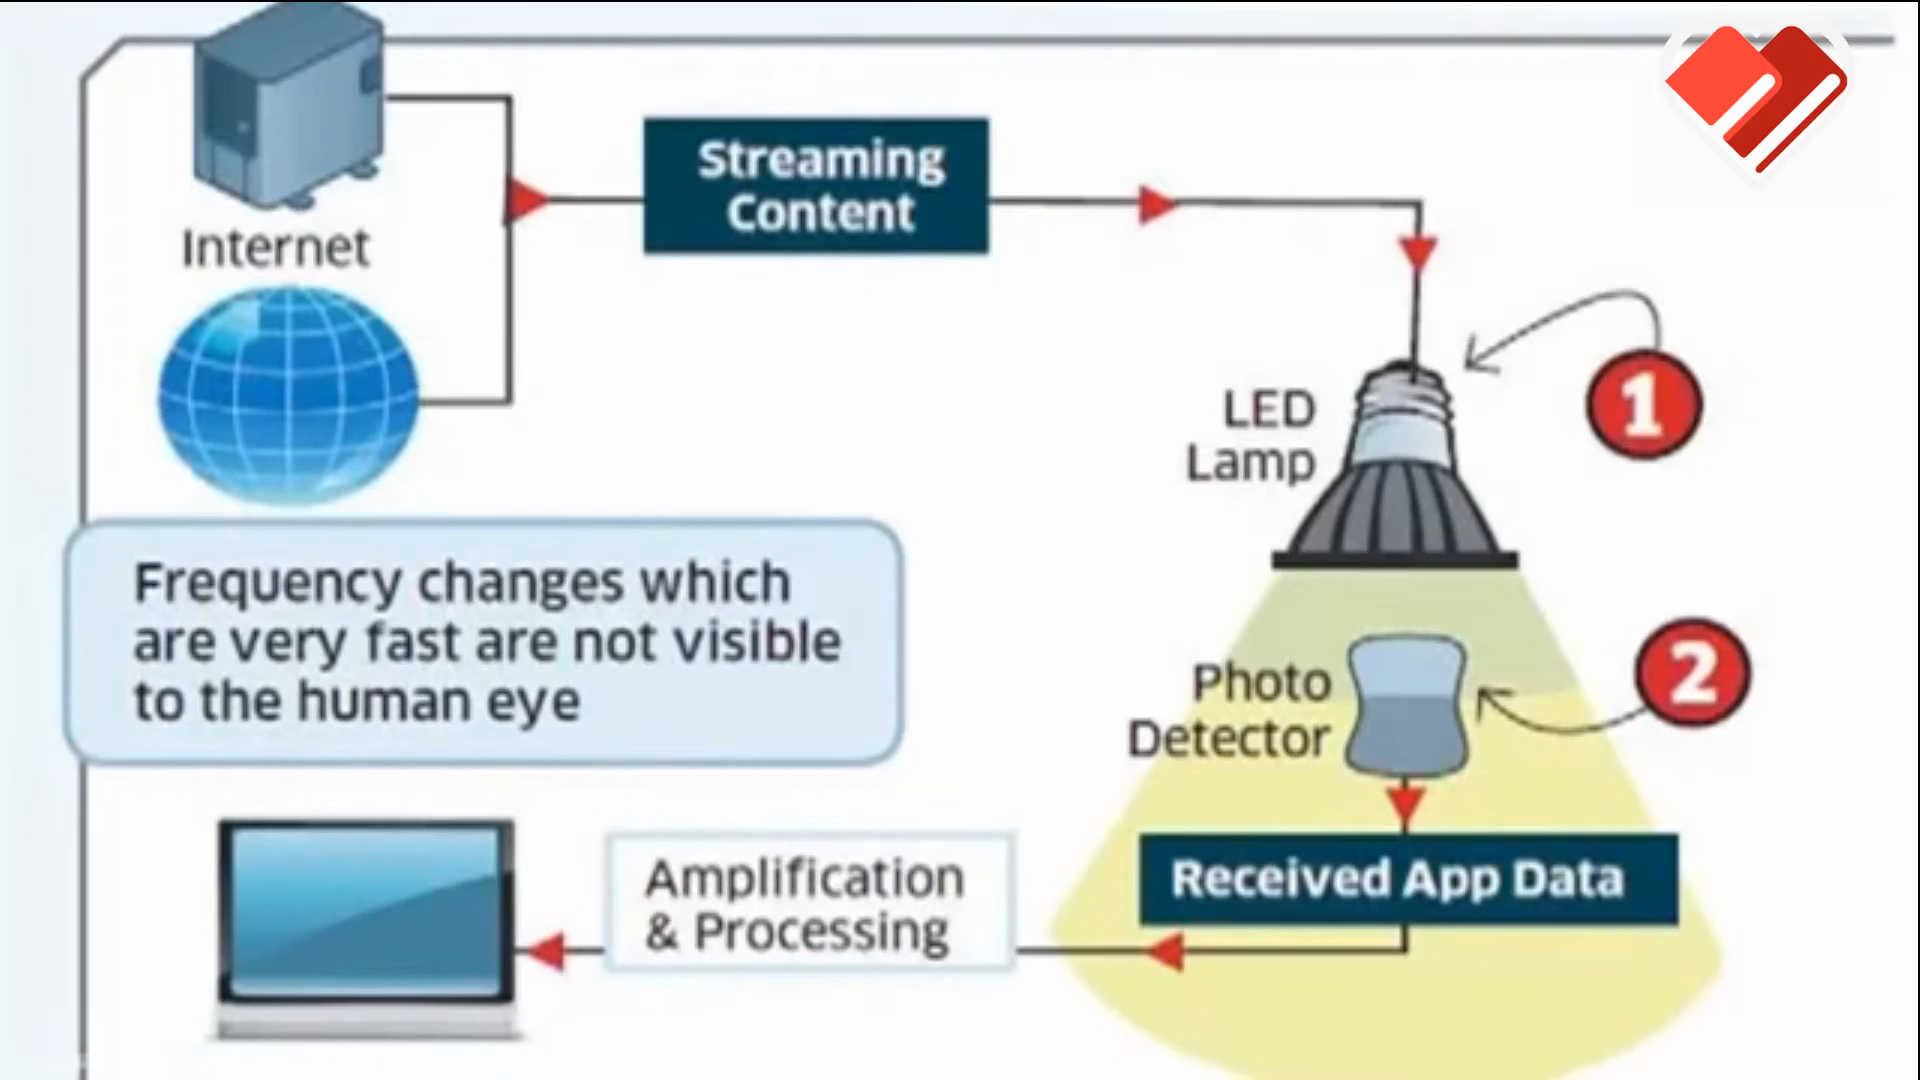 Streaming
Content
Internet
LED
Lamp
1
Frequency changes which
are very fast are not visible
to the human eye
Photo
Detector
2
Amplification
& Processing
Received App Data